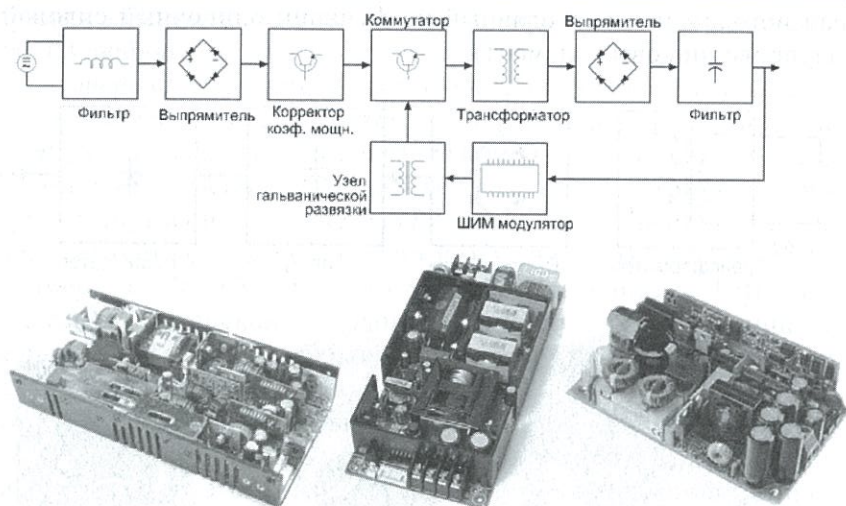 Коммутатор
Выпрямитель
Фильтр
Выпрямитель
Корректор
коэф. мощн.
Трансформатор
Фильтр
Узел
гальванической
развязки
ШИМ модулятор